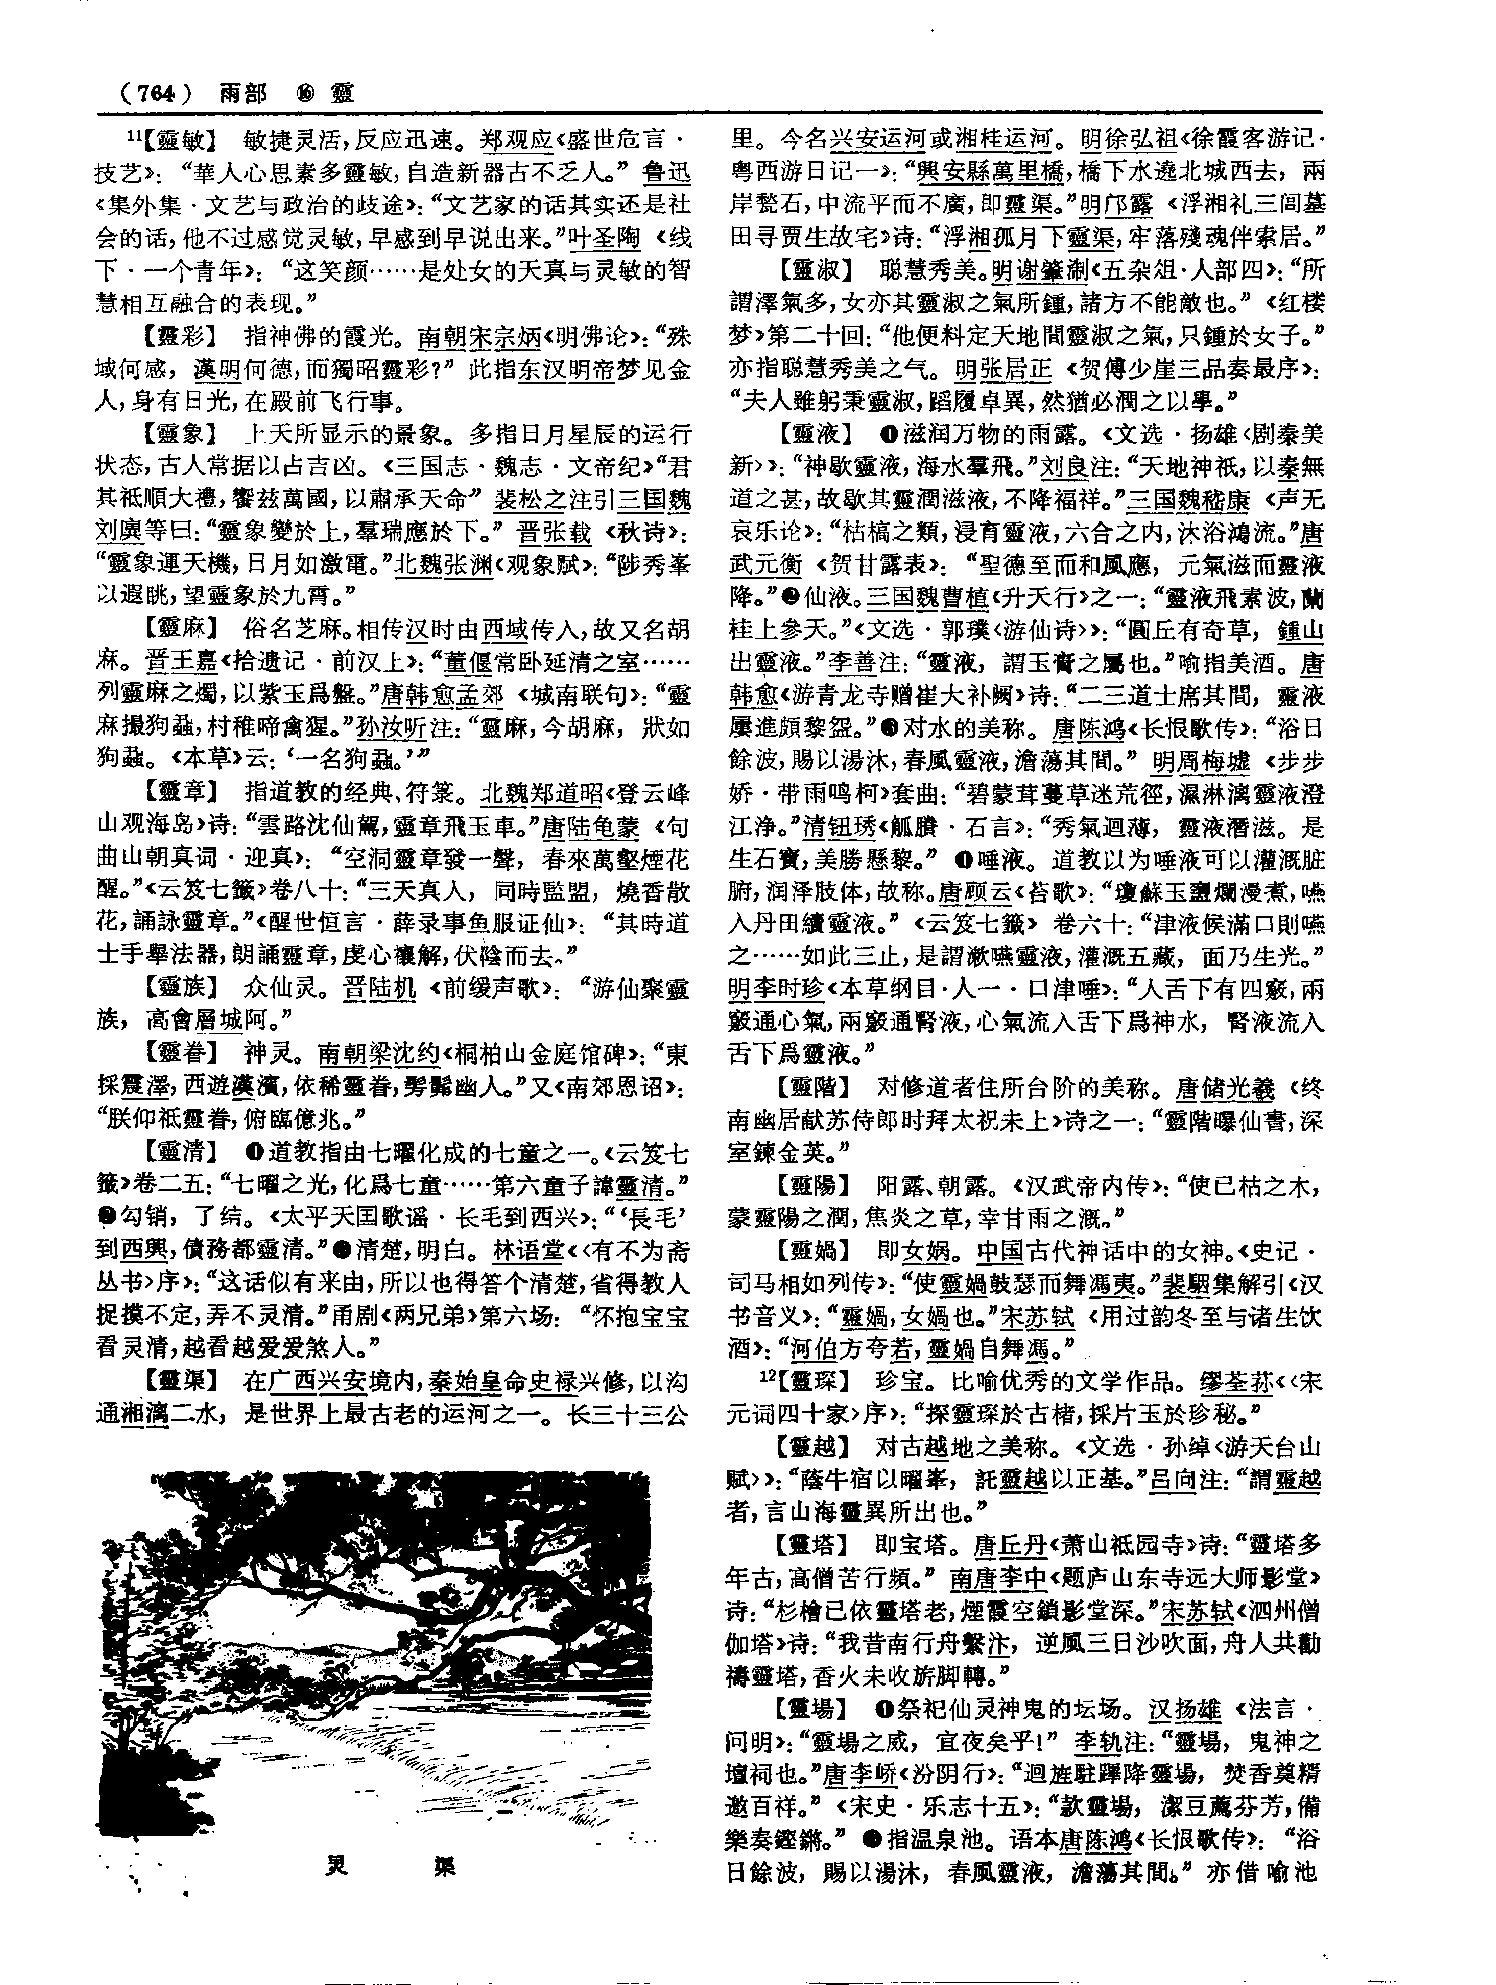 (764) 雨部 ⑯ 靈
11【靈敏】 敏捷灵活,反应迅速。郑观应《盛世危言·
技艺》：“華人心思素多靈敏,自造新器古不乏人。”鲁迅
《集外集·文艺与政治的歧途》：“文艺家的话其实还是社
会的话,他不过感觉灵敏,早感到早说出来。”叶圣陶《线
下·一个青年》：“这笑颜……是处女的天真与灵敏的智
慧相互融合的表现。”
【靈彩】 指神佛的霞光。南朝宋宗炳《明佛论》：“殊
域何感，漢明何德,而獨昭靈彩?”此指东汉明帝梦见金
人,身有日光,在殿前飞行事。
【靈象】 上天所显示的景象。多指日月星辰的运行
状态,古人常据以占吉凶。《三国志·魏志·文帝纪》“君
其祗順大禮,饗兹萬國,以肅承天命”裴松之注引三国魏
刘廙等曰：“靈象變於上,羣瑞應於下。”晋张载《秋诗》：
“靈象運天機,日月如激電。”北魏张渊《观象赋》：“陟秀峯
以遐眺,望靈象於九霄。”
【靈麻】 俗名芝麻。相传汉时由西域传入,故又名胡
麻。晋王嘉《拾遗记·前汉上》：“董偃常卧延清之室……
列靈麻之燭,以紫玉爲盤。”唐韩愈孟郊《城南联句》：“靈
麻撮狗蝨,村稚啼禽猩。”孙汝听注：“靈麻,今胡麻，狀如
狗蝨。《本草》云：‘一名狗蝨。’”
【靈章】 指道教的经典、符箓。北魏郑道昭《登云峰
山观海岛》诗：“雲路沈仙駕,靈章飛玉車。”唐陆龟蒙《句
曲山朝真词·迎真》：“空洞靈章發一聲，春來萬壑煙花
醒。”《云笈七籤》卷八十：“三天真人，同時監盟，燒香散
花,誦詠靈章。”《醒世恒言·薛录事鱼服证仙》：“其時道
士手舉法器,朗誦靈章,虔心禳解,伏陰而去。”
【靈族】 众仙灵。晋陆机《前缓声歌》：“游仙聚靈
族，高會層城阿。”
【靈眷】 神灵。南朝梁沈约《桐柏山金庭馆碑》：“東
採震澤,西遊漢濱,依稀靈眷,髣髴幽人。”又《南郊恩诏》：
“朕仰祗靈眷,俯臨億兆。”
【靈清】 ❶道教指由七曜化成的七童之一。《云笈七
籤》卷二五：“七曜之光,化爲七童……第六童子諱靈清。”
❷勾销，了结。《太平天囯歌谣·长毛到西兴》：“‘長毛’
到西興,債務都靈清。”❸清楚,明白。林语堂《〈有不为斋
丛书〉序》：“这话似有来由,所以也得答个清楚,省得教人
捉摸不定,弄不灵清。”甬剧《两兄弟》第六场：“怀抱宝宝
看灵清,越看越爱爱煞人。”
【靈渠】 在广西兴安境内,秦始皇命史禄兴修,以沟
通湘漓二水，是世界上最古老的运河之一。长三十三公
灵 渠
里。今名兴安运河或湘桂运河。明徐弘祖《徐霞客游记·
粤西游日记一》：“興安縣萬里橋,橋下水遶北城西去，兩
岸甃石,中流平而不廣,即靈渠。”明邝露《浮湘礼三闾墓
田寻贾生故宅》诗：“浮湘孤月下靈渠,牢落殘魂伴索居。”
【靈淑】 聪慧秀美。明谢肇淛《五杂俎·人部四》：“所
謂澤氣多,女亦其靈淑之氣所鍾,諸方不能敵也。”《红楼
梦》第二十回：“他便料定天地間靈淑之氣,只鍾於女子。”
亦指聪慧秀美之气。明张居正《贺傅少崖三品奏最序》：
“夫人雖躬秉靈淑,蹈履卓異,然猶必潤之以學。”
【靈液】 ❶滋润万物的雨露。《文选·扬雄〈剧秦美
新〉》：“神歇靈液,海水羣飛。”刘良注：“天地神祇,以秦無
道之甚,故歇其靈潤滋液,不降福祥。”三国魏嵇康《声无
哀乐论》：“枯槁之類,浸育靈液,六合之内,沐浴鴻流。”唐
武元衡《贺甘露表》：“聖德至而和風應，元氣滋而靈液
降。”❷仙液。三国魏曹植《升天行》之一：“靈液飛素波,蘭
桂上參天。”《文选·郭璞〈游仙诗〉》：“圓丘有奇草，鍾山
出靈液。”李善注：“靈液，謂玉膏之屬也。”喻指美酒。唐
韩愈《游青龙寺赠崔大补阙》诗：“二三道士席其間，靈液
屢進頗黎盌。”❸对水的美称。唐陈鸿《长恨歌传》：“浴日
餘波,賜以湯沐,春風靈液,澹蕩其間。”明周梅墟《步步
娇·带雨鸣柯》套曲：“碧蒙茸蔓草迷荒徑,濕淋漓靈液澄
江净。”清钮琇《觚賸·石言》：“秀氣迴薄，靈液潛滋。是
生石寶,美勝懸黎。”❹唾液。道教以为唾液可以灌溉脏
腑,润泽肢体,故称。唐顾云《苔歌》：“瓊蘇玉鹽爛漫煮,嚥
入丹田續靈液。”《云笈七籤》卷六十：“津液候滿口則嚥
之……如此三止,是謂漱嚥靈液,灌溉五藏，面乃生光。”
明李时珍《本草纲目·人一·口津唾》：“人舌下有四竅,兩
竅通心氣,兩竅通腎液,心氣流入舌下爲神水，腎液流入
舌下爲靈液。”
【靈階】 对修道者住所台阶的美称。唐储光羲《终
南幽居献苏侍郎时拜太祝未上》诗之一：“靈階曝仙書,深
室鍊金英。”
【靈陽】 阳露、朝露。《汉武帝内传》：“使已枯之木，
蒙靈陽之潤,焦炎之草,幸甘雨之溉。”
【靈媧】 即女娲。中国古代神话中的女神。《史记·
司马相如列传》：“使靈媧鼓瑟而舞馮夷。”裴駰集解引《汉
书音义》：“靈媧,女媧也。”宋苏轼《用过韵冬至与诸生饮
酒》：“河伯方夸若,靈媧自舞馮。”
12【靈琛】 珍宝。比喻优秀的文学作品。缪荃荪《〈宋
元词四十家〉序》：“探靈琛於古楮,採片玉於珍秘。”
【靈越】 对古越地之美称。《文选·孙绰〈游天台山
赋〉》：“蔭牛宿以曜峯，託靈越以正基。”吕向注：“謂靈越
者,言山海靈異所出也。”
【靈塔】 即宝塔。唐丘丹《萧山祗园寺》诗：“靈塔多
年古,高僧苦行頻。”南唐李中《题庐山东寺远大师影堂》
诗：“杉檜已依靈塔老,煙霞空鎖影堂深。”宋苏轼《泗州僧
伽塔》诗：“我昔南行舟繫汴，逆風三日沙吹面,舟人共勸
禱靈塔,香火未收旂脚轉。”
【靈場】 ❶祭祀仙灵神鬼的坛场。汉扬雄《法言·
问明》：“靈場之威，宜夜矣乎!”李轨注：“靈場，鬼神之
壇祠也。”唐李峤《汾阴行》：“迴旌駐蹕降靈場，焚香奠糈
邀百祥。”《宋史·乐志十五》：“款靈場，潔豆薦芬芳,備
樂奏鏗鏘。”❷指温泉池。语本唐陈鸿《长恨歌传》：“浴
日餘波，賜以湯沐，春風靈液，澹蕩其間。”亦借喻池